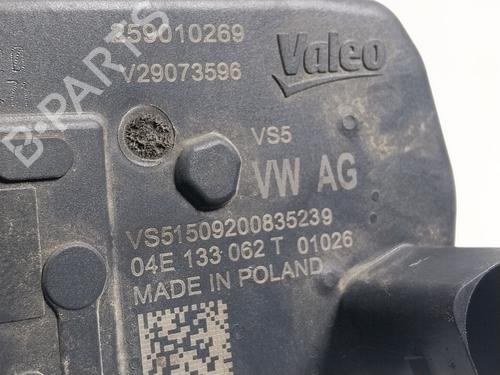 259010269
Valeo
V29073596
B-PARTS
VS5
VW AG
VS51509200835239
04E 133 062 T 01026
MADE IN POLAND